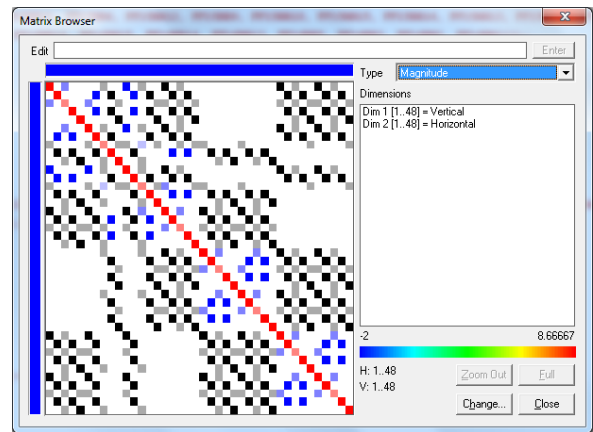 Matrix Browser
Edit
Enter
Type Magnitude
Dimensions
Dim 1 [1..48] = Vertical
Dim 2 [1..48] = Horizontal
-2 8.66667
H: 1..48
V: 1..48
Zoom Out Full
Change... Close